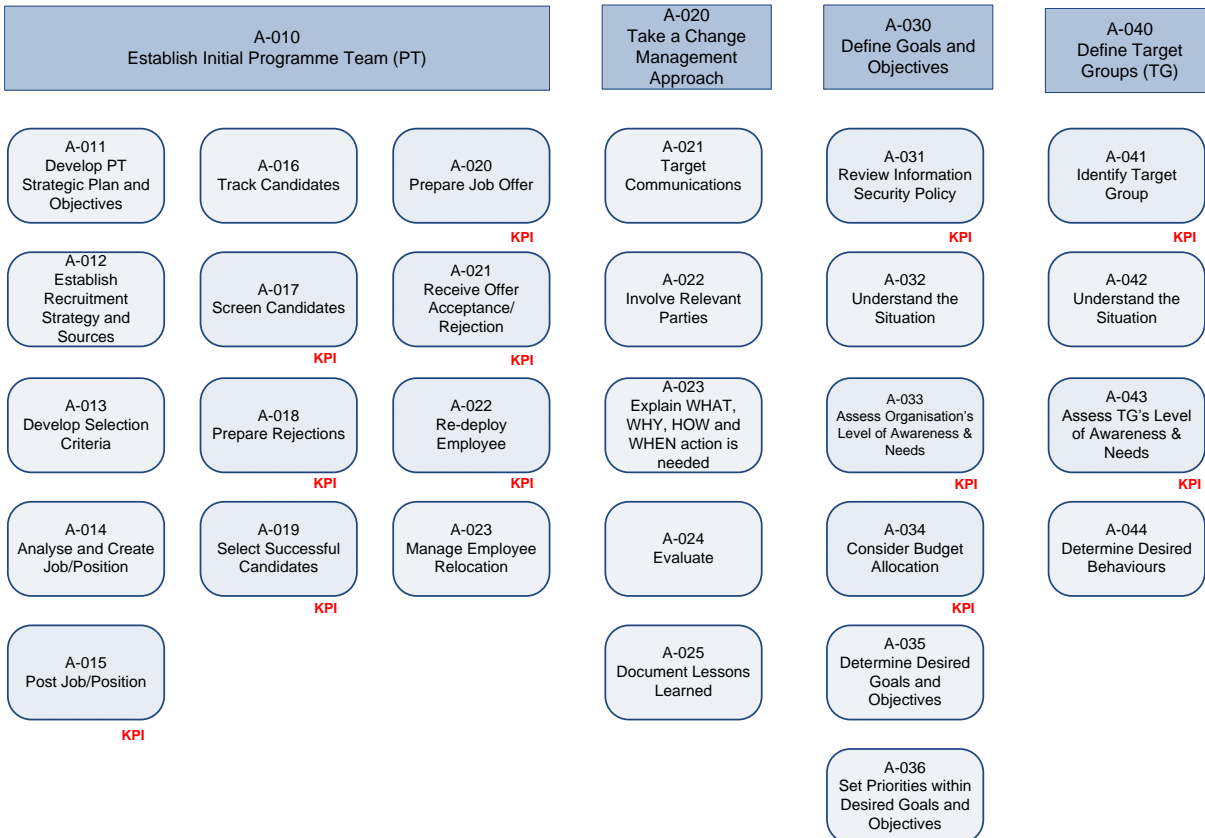 A-010
Establish Initial Programme Team (PT)
A-011
Develop PT
Strategic Plan and
Objectives
A-012
Establish
Recruitment
Strategy and
Sources
A-013
Develop Selection
Criteria
A-014
Analyse and Create
Job/Position
A-015
Post Job/Position
KPI
A-016
Track Candidates
A-017
Screen Candidates
KPI
A-018
Prepare Rejections
KPI
A-019
Select Successful
Candidates
KPI
A-020
Prepare Job Offer
KPI
A-021
Receive Offer
Acceptance/
Rejection
KPI
A-022
Re-deploy
Employee
KPI
A-023
Manage Employee
Relocation
A-020
Take a Change
Management
Approach
A-021
Target
Communications
A-022
Involve Relevant
Parties
A-023
Explain WHAT,
WHY, HOW and
WHEN action is
needed
A-024
Evaluate
A-025
Document Lessons
Learned
A-030
Define Goals and
Objectives
A-031
Review Information
Security Policy
KPI
A-032
Understand the
Situation
A-033
Assess Organisation's
Level of Awareness &
Needs
KPI
A-034
Consider Budget
Allocation
KPI
A-035
Determine Desired
Goals and
Objectives
A-036
Set Priorities within
Desired Goals and
Objectives
A-040
Define Target
Groups (TG)
A-041
Identify Target
Group
KPI
A-042
Understand the
Situation
A-043
Assess TG's Level
of Awareness &
Needs
KPI
A-044
Determine Desired
Behaviours